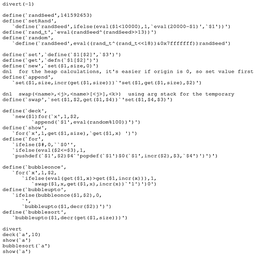 divert(-1)
define(`randSeed',141592653)
define(`setRand',
   `define(`randSeed',ifelse(eval($1<10000),1,`eval(20000-$1)',`$1'))')
define(`rand_t',`eval(randSeed^(randSeed>>13))')
define(`random',
   `define(`randSeed',eval((rand_t^(rand_t<<18))&0x7fffffff))randSeed')
define(`set',`define(`$1[$2]',`$3')')
define(`get',`defn(`$1[$2]')')
define(`new',`set($1,size,0)')
dnl  for the heap calculations, it's easier if origin is 0, so set value first
define(`append',
   `set($1,size,incr(get($1,size)))`'set($1,get($1,size),$2)')
dnl  swap(<name>,<j>,<name>[<j>],<k>)  using arg stack for the temporary
define(`swap',`set($1,$2,get($1,$4))`'set($1,$4,$3)')
define(`deck',
   `new($1)for(`x',1,$2,
         `append(`$1',eval(random%100))')')
define(`show',
   `for(`x',1,get($1,size),`get($1,x) ')')
define(`for',
   `ifelse($#,0,``$0'',
   `ifelse(eval($2<=$3),1,
   `pushdef(`$1',`$2')$4`'popdef(`$1')$0(`$1',incr($2),$3,`$4')')')')
define(`bubbleonce',
   `for(`x',1,$2,
      `ifelse(eval(get($1,x)>get($1,incr(x))),1,
         `swap($1,x,get($1,x),incr(x))`'1')')0')
define(`bubbleupto',
   `ifelse(bubbleonce($1,$2),0,
      `',
      `bubbleupto($1,decr($2))')')
define(`bubblesort',
   `bubbleupto($1,decr(get($1,size)))')
divert
deck(`a',10)
show(`a')
bubblesort(`a')
show(`a')